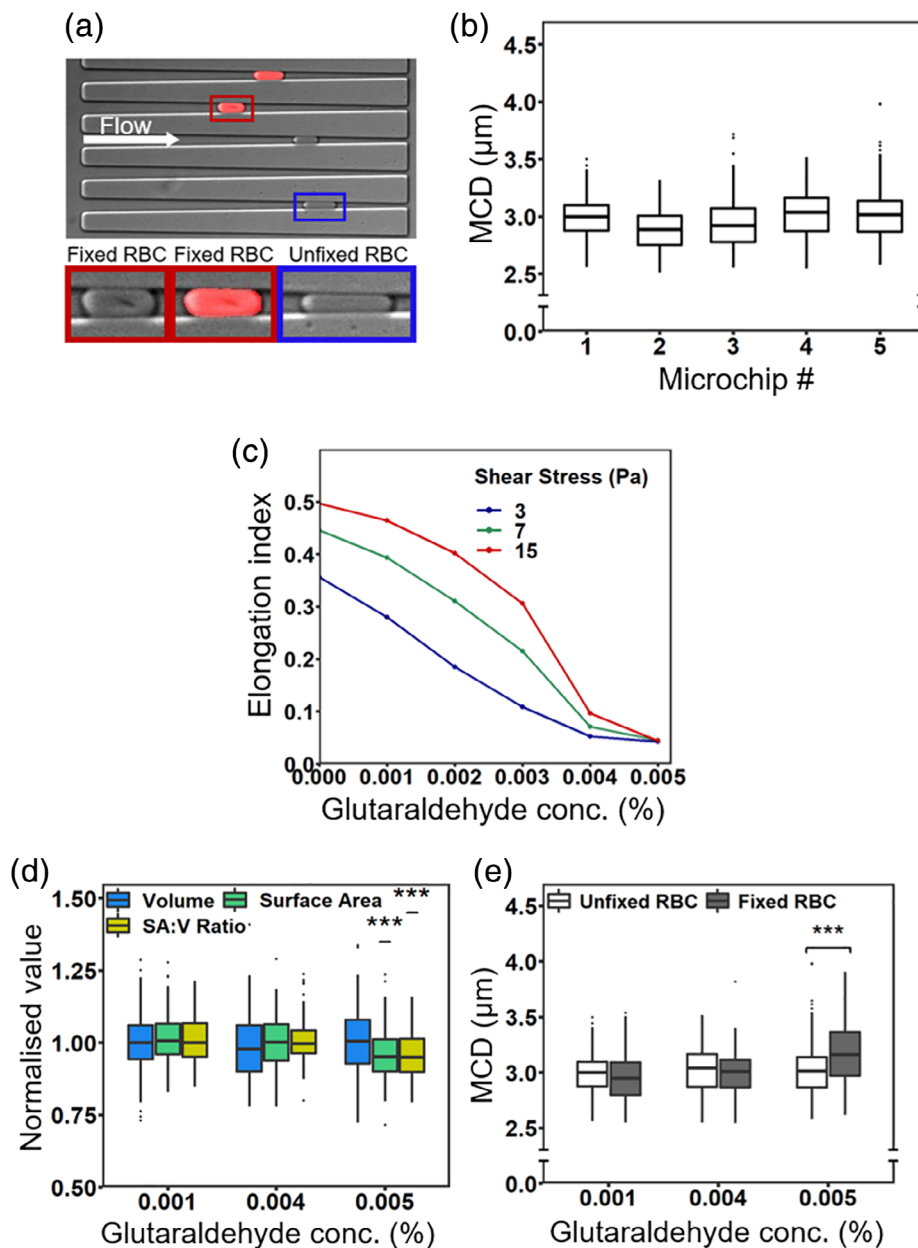 (a)
Flow
Fixed RBC Fixed RBC Unfixed RBC
(b)
MCD (µm)
4.5
4.0
3.5
3.0
2.5
0.0
1 2 3 4 5
Microchip #
(c)
Elongation index
0.5
0.4
0.3
0.2
0.1
0.0
Shear Stress (Pa)
3
7
15
0.000 0.001 0.002 0.003 0.004 0.005
Glutaraldehyde conc. (%)
(d)
Normalised value
1.50
1.25
1.00
0.75
0.50
Volume Surface Area
SA:V Ratio
***
***
0.001 0.004 0.005
Glutaraldehyde conc. (%)
(e)
MCD (µm)
4.5
4.0
3.5
3.0
2.5
0.0
Unfixed RBC Fixed RBC
***
0.001 0.004 0.005
Glutaraldehyde conc. (%)